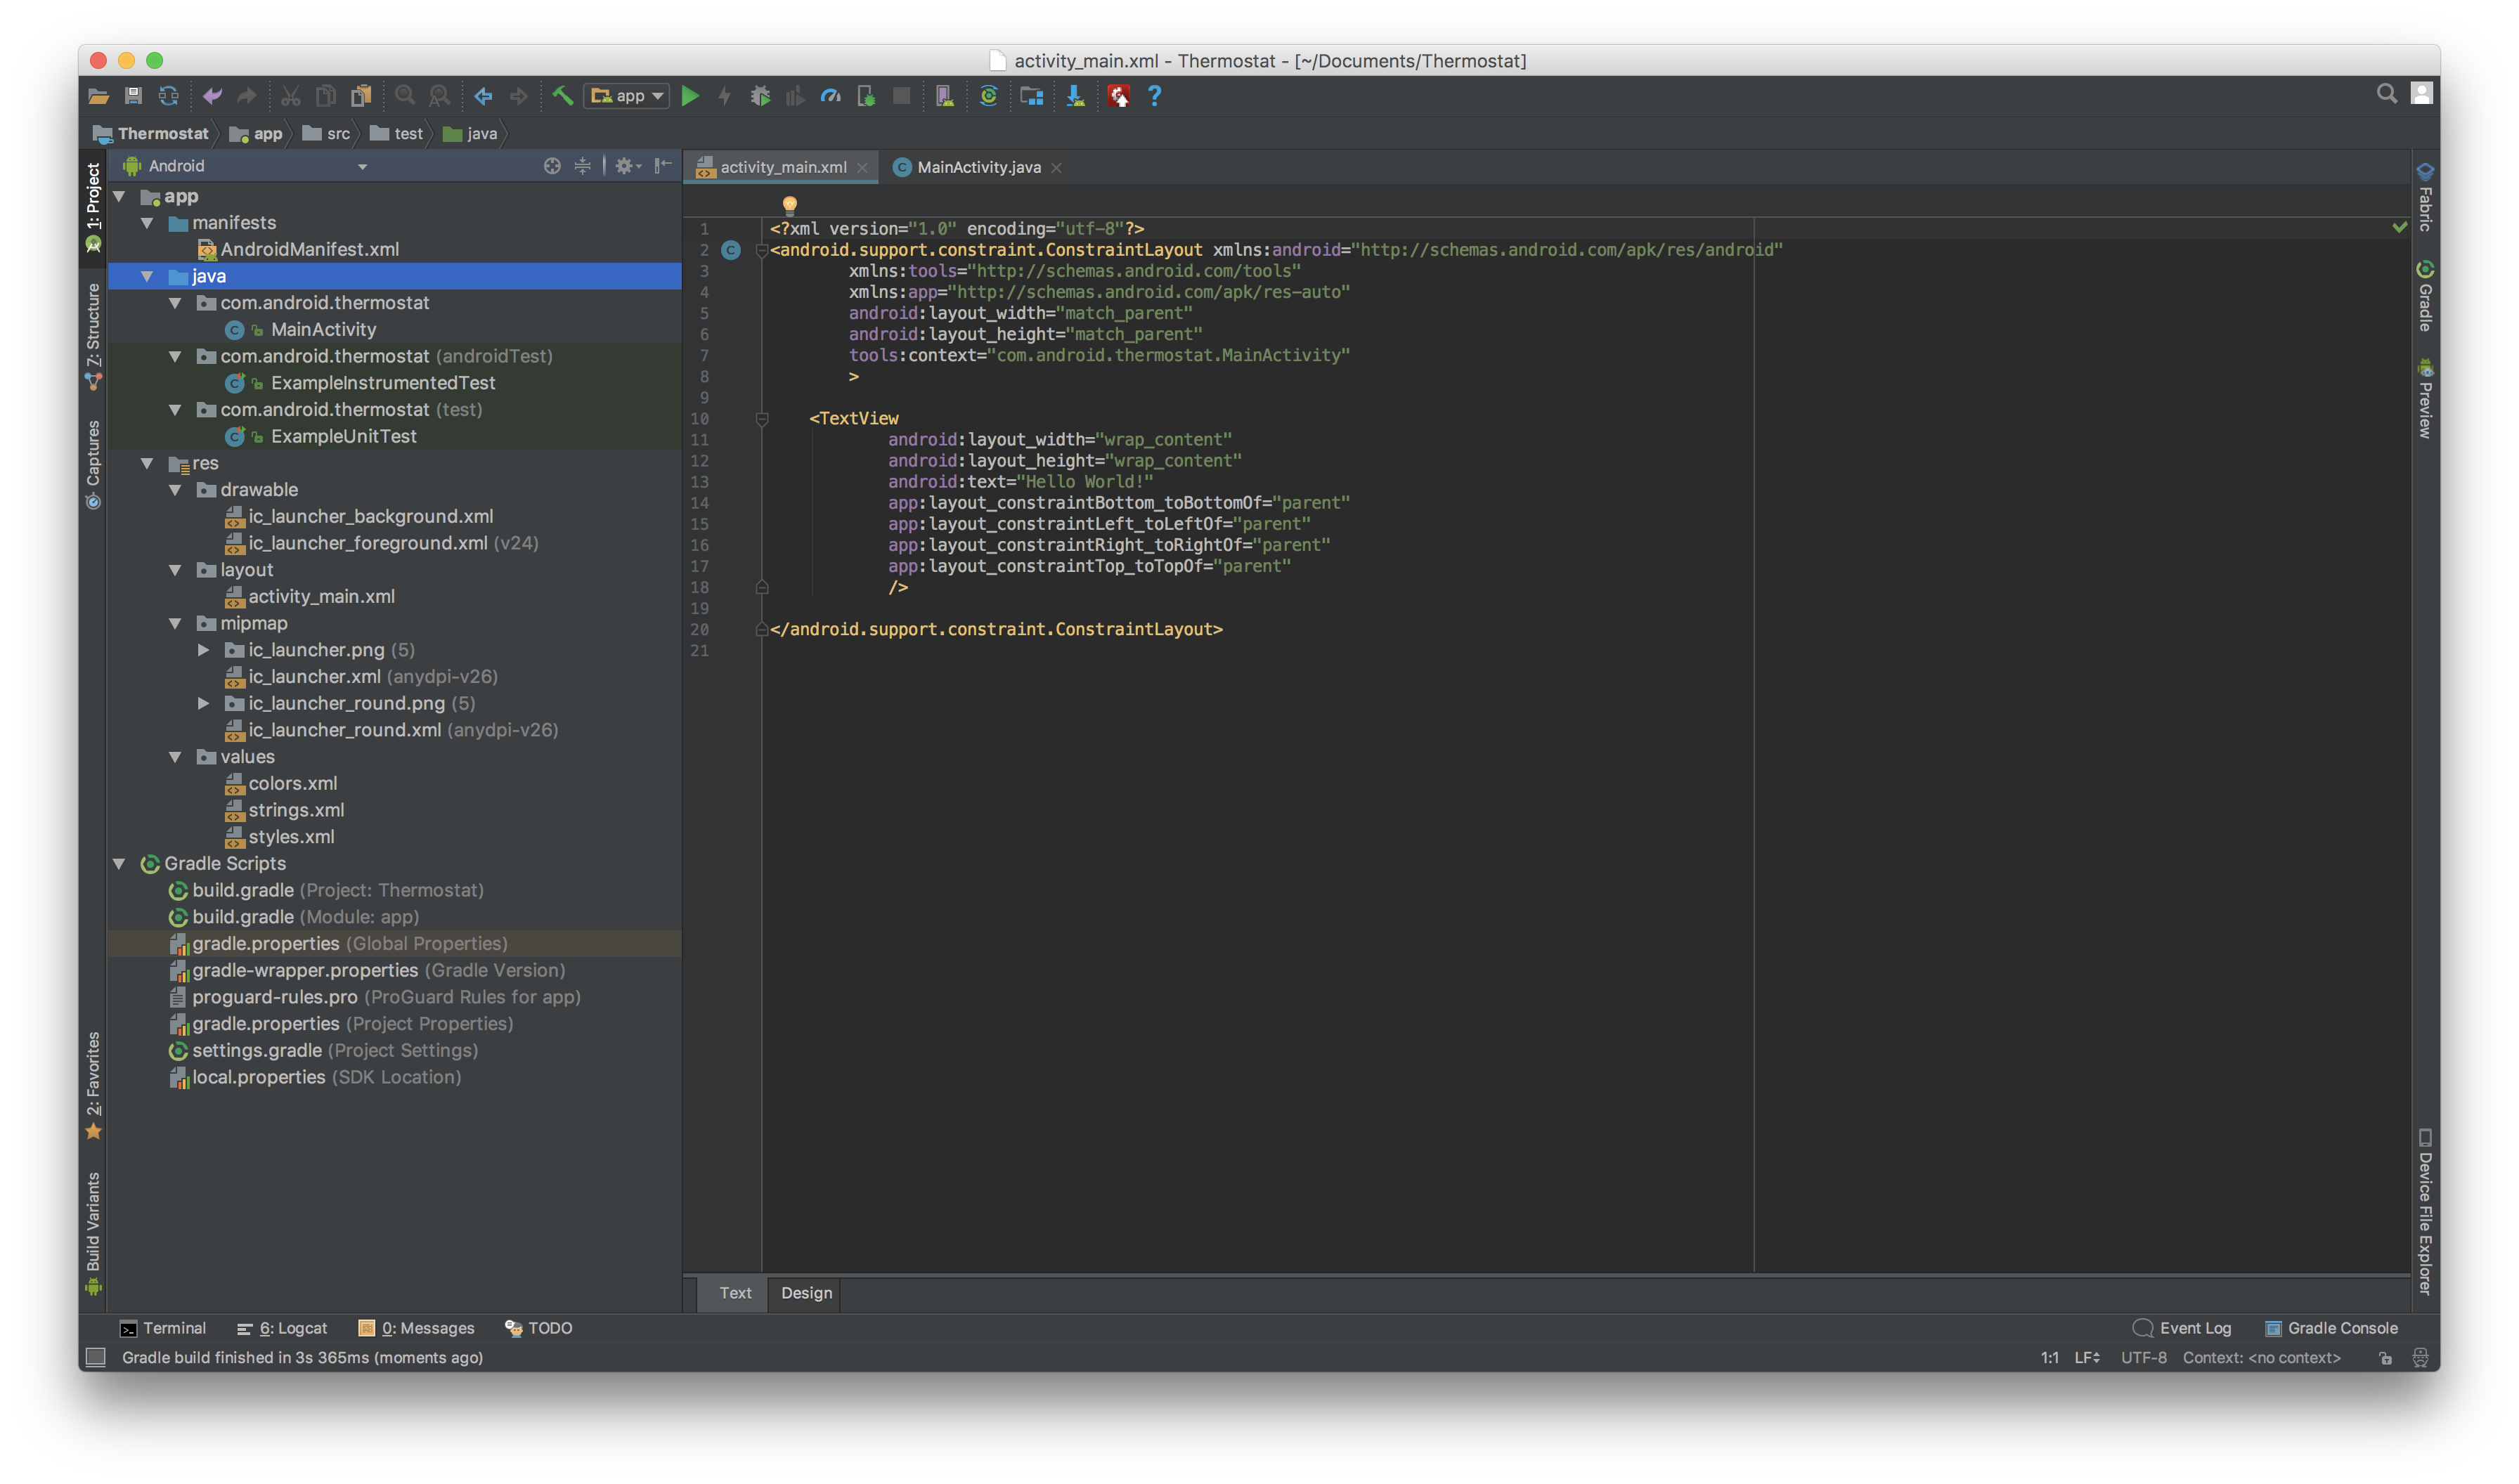 activity_main.xml - Thermostat - [~/Documents/Thermostat]
app
Thermostat app src test java
Android
activity_main.xml MainActivity.java
1: Project
Z: Structure
Captures
2: Favorites
Build Variants
app
manifests
AndroidManifest.xml
java
com.android.thermostat
MainActivity
com.android.thermostat (androidTest)
ExampleInstrumentedTest
com.android.thermostat (test)
ExampleUnitTest
res
drawable
ic_launcher_background.xml
ic_launcher_foreground.xml (v24)
layout
activity_main.xml
mipmap
ic_launcher.png (5)
ic_launcher.xml (anydpi-v26)
ic_launcher_round.png (5)
ic_launcher_round.xml (anydpi-v26)
values
colors.xml
strings.xml
styles.xml
Gradle Scripts
build.gradle (Project: Thermostat)
build.gradle (Module: app)
gradle.properties (Global Properties)
gradle-wrapper.properties (Gradle Version)
proguard-rules.pro (ProGuard Rules for app)
gradle.properties (Project Properties)
settings.gradle (Project Settings)
local.properties (SDK Location)
1 <?xml version="1.0" encoding="utf-8"?>
2 <android.support.constraint.ConstraintLayout xmlns:android="http://schemas.android.com/apk/res/android"
3 xmlns:tools="http://schemas.android.com/tools"
4 xmlns:app="http://schemas.android.com/apk/res-auto"
5 android:layout_width="match_parent"
6 android:layout_height="match_parent"
7 tools:context="com.android.thermostat.MainActivity"
8 >
9
10 <TextView
11 android:layout_width="wrap_content"
12 android:layout_height="wrap_content"
13 android:text="Hello World!"
14 app:layout_constraintBottom_toBottomOf="parent"
15 app:layout_constraintLeft_toLeftOf="parent"
16 app:layout_constraintRight_toRightOf="parent"
17 app:layout_constraintTop_toTopOf="parent"
18 />
19
20 </android.support.constraint.ConstraintLayout>
21
Fabric
Gradle
Preview
Device File Explorer
Text Design
Terminal 6: Logcat 0: Messages TODO Event Log Gradle Console
Gradle build finished in 3s 365ms (moments ago) 1:1 LF UTF-8 Context: <no context>